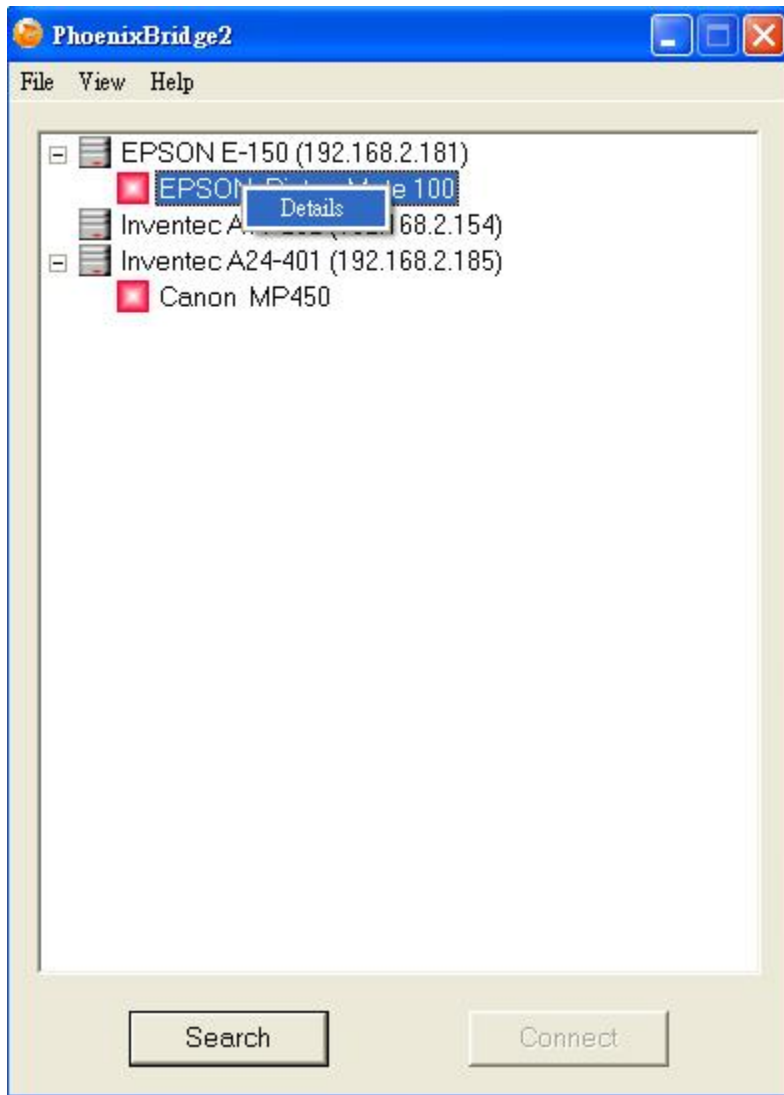 PhoenixBridge2
File View Help
EPSON E-150 (192.168.2.181)
EPSON 100
Details
Inventec 68.2.154)
Inventec A24-401 (192.168.2.185)
Canon MP450
Search Connect